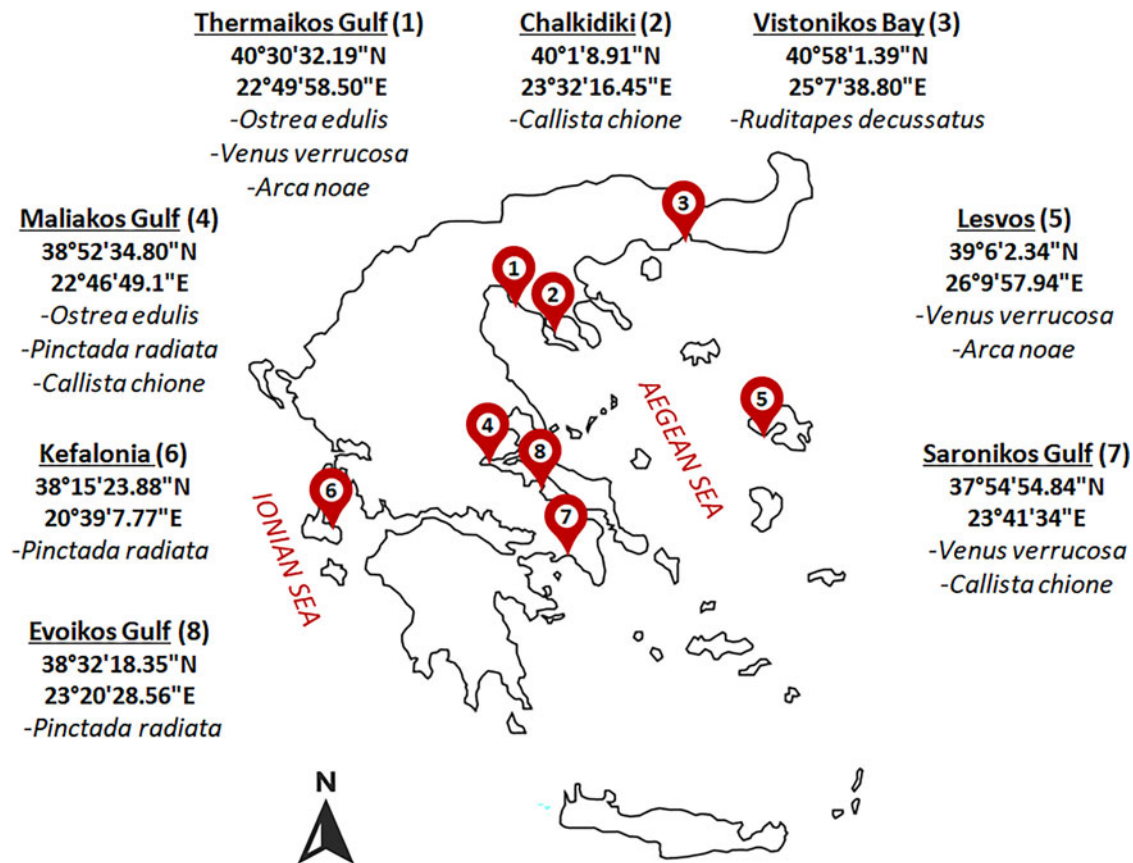 Thermaikos Gulf (1)
40°30'32.19"N
22°49'58.50"E
-Ostrea edulis
-Venus verrucosa
-Arca noae
Chalkidiki (2)
40°1'8.91"N
23°32'16.45"E
-Callista chione
Vistonikos Bay (3)
40°58'1.39"N
25°7'38.80"E
-Ruditapes decussatus
Maliakos Gulf (4)
38°52'34.80"N
22°46'49.1"E
-Ostrea edulis
-Pinctada radiata
-Callista chione
Lesvos (5)
39°6'2.34"N
26°9'57.94"E
-Venus verrucosa
-Arca noae
Kefalonia (6)
38°15'23.88"N
20°39'7.77"E
-Pinctada radiata
Saronikos Gulf (7)
37°54'54.84"N
23°41'34"E
-Venus verrucosa
-Callista chione
Evoikos Gulf (8)
38°32'18.35"N
23°20'28.56"E
-Pinctada radiata
3
1
2
5
4
8
6
7
AEGEAN SEA
IONIAN SEA
N